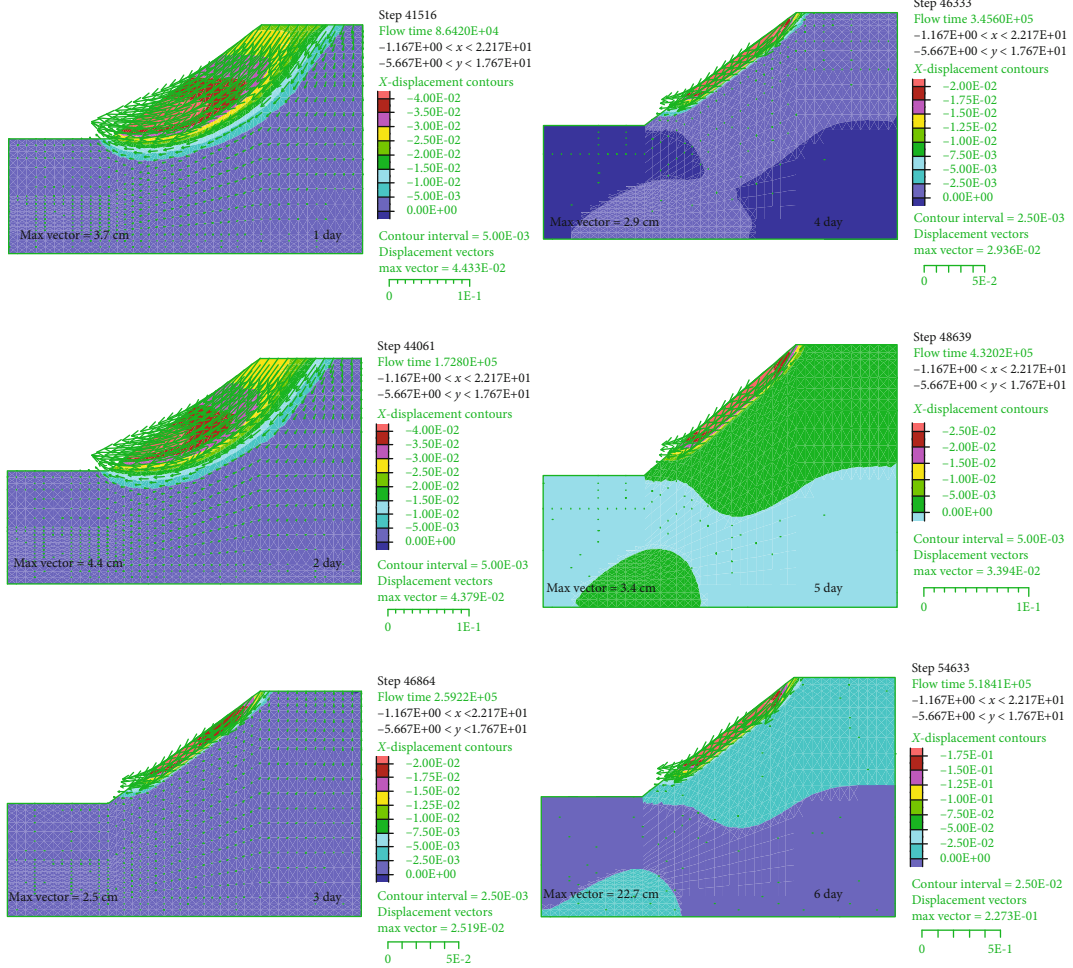 Step 41516
Flow time 8.6420E+04
−1.167E+00 < x < 2.217E+01
−5.667E+00 < y < 1.767E+01
X-displacement contours
−4.00E-02
−3.50E-02
−3.00E-02
−2.50E-02
−2.00E-02
−1.50E-02
−1.00E-02
−5.00E-03
0.00E+00
Contour interval = 5.00E-03
Displacement vectors
max vector = 4.433E-02
0 1E-1
Max vector = 3.7 cm 1 day
Step 44061
Flow time 1.7280E+05
−1.167E+00 < x < 2.217E+01
−5.667E+00 < y < 1.767E+01
X-displacement contours
−4.00E-02
−3.50E-02
−3.00E-02
−2.50E-02
−2.00E-02
−1.50E-02
−1.00E-02
−5.00E-03
0.00E+00
Contour interval = 5.00E-03
Displacement vectors
max vector = 4.379E-02
0 1E-1
Max vector = 4.4 cm 2 day
Step 46864
Flow time 2.5922E+05
−1.167E+00 < x <2.217E+01
−5.667E+00 < y <1.767E+01
X-displacement contours
−2.00E-02
−1.75E-02
−1.50E-02
−1.25E-02
−1.00E-02
−7.50E-03
−5.00E-03
−2.50E-03
0.00E+00
Contour interval = 2.50E-03
Displacement vectors
max vector = 2.519E-02
0 5E-2
Max vector = 2.5 cm 3 day
Step 46333
Flow time 3.4560E+05
−1.167E+00 < x < 2.217E+01
−5.667E+00 < y < 1.767E+01
X-displacement contours
−2.00E-02
−1.75E-02
−1.50E-02
−1.25E-02
−1.00E-02
−7.50E-03
−5.00E-03
−2.50E-03
0.00E+00
Contour interval = 2.50E-03
Displacement vectors
max vector = 2.936E-02
0 5E-2
Max vector = 2.9 cm 4 day
Step 48639
Flow time 4.3202E+05
−1.167E+00 < x < 2.217E+01
−5.667E+00 < y < 1.767E+01
X-displacement contours
−2.50E-02
−2.00E-02
−1.50E-02
−1.00E-02
−5.00E-03
0.00E+00
Contour interval = 5.00E-03
Displacement vectors
max vector = 3.394E-02
0 1E-1
Max vector = 3.4 cm 5 day
Step 54633
Flow time 5.1841E+05
−1.167E+00 < x < 2.217E+01
−5.667E+00 < y < 1.767E+01
X-displacement contours
−1.75E-01
−1.50E-01
−1.25E-01
−1.00E-01
−7.50E-02
−5.00E-02
−2.50E-02
0.00E+00
Contour interval = 2.50E-02
Displacement vectors
max vector = 2.273E-01
0 5E-1
Max vector = 22.7 cm 6 day